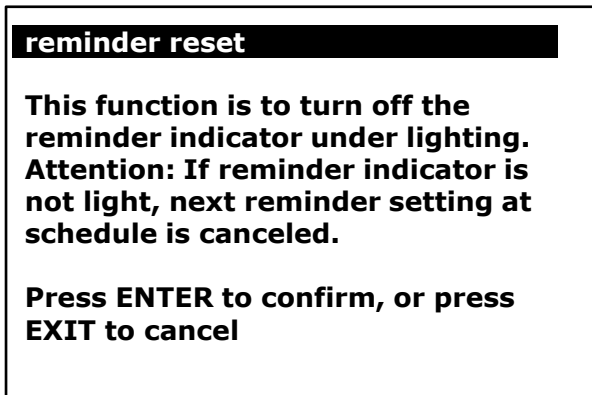 reminder reset
This function is to turn off the
reminder indicator under lighting.
Attention: If reminder indicator is
not light, next reminder setting at
schedule is canceled.
Press ENTER to confirm, or press
EXIT to cancel